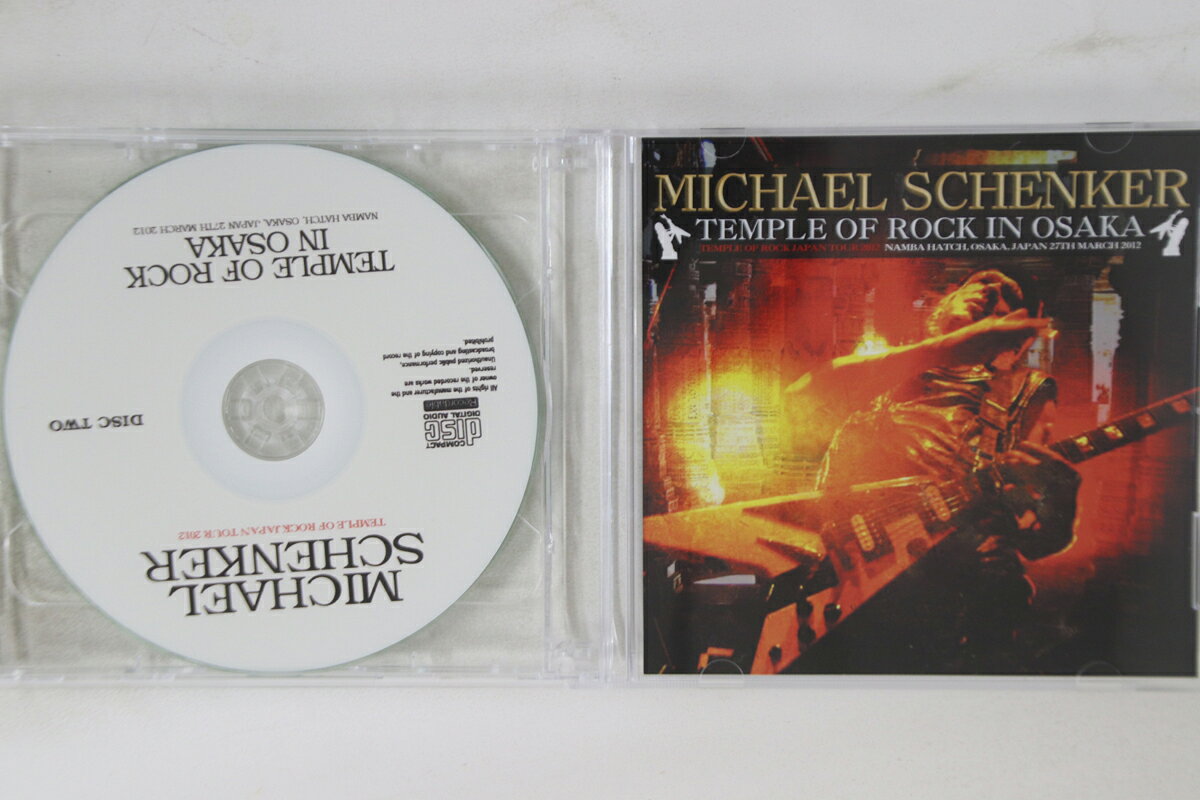 MICHAEL
SCHENKER
TEMPLE OF ROCK JAPAN TOUR 2012
COMPACT
disc
DIGITAL AUDIO
Recordable
All rights of the manufacturer and the
owner of the recorded works are
reserved.
Unauthorized public performance,
broadcasting and copying of the record
prohibited.
DISC TWO
TEMPLE OF ROCK
IN OSAKA
NAMBA HATCH, OSAKA, JAPAN 27TH MARCH 2012
MICHAEL SCHENKER
TEMPLE OF ROCK IN OSAKA
TEMPLE OF ROCK JAPAN TOUR 2012 NAMBA HATCH, OSAKA, JAPAN 27TH MARCH 2012